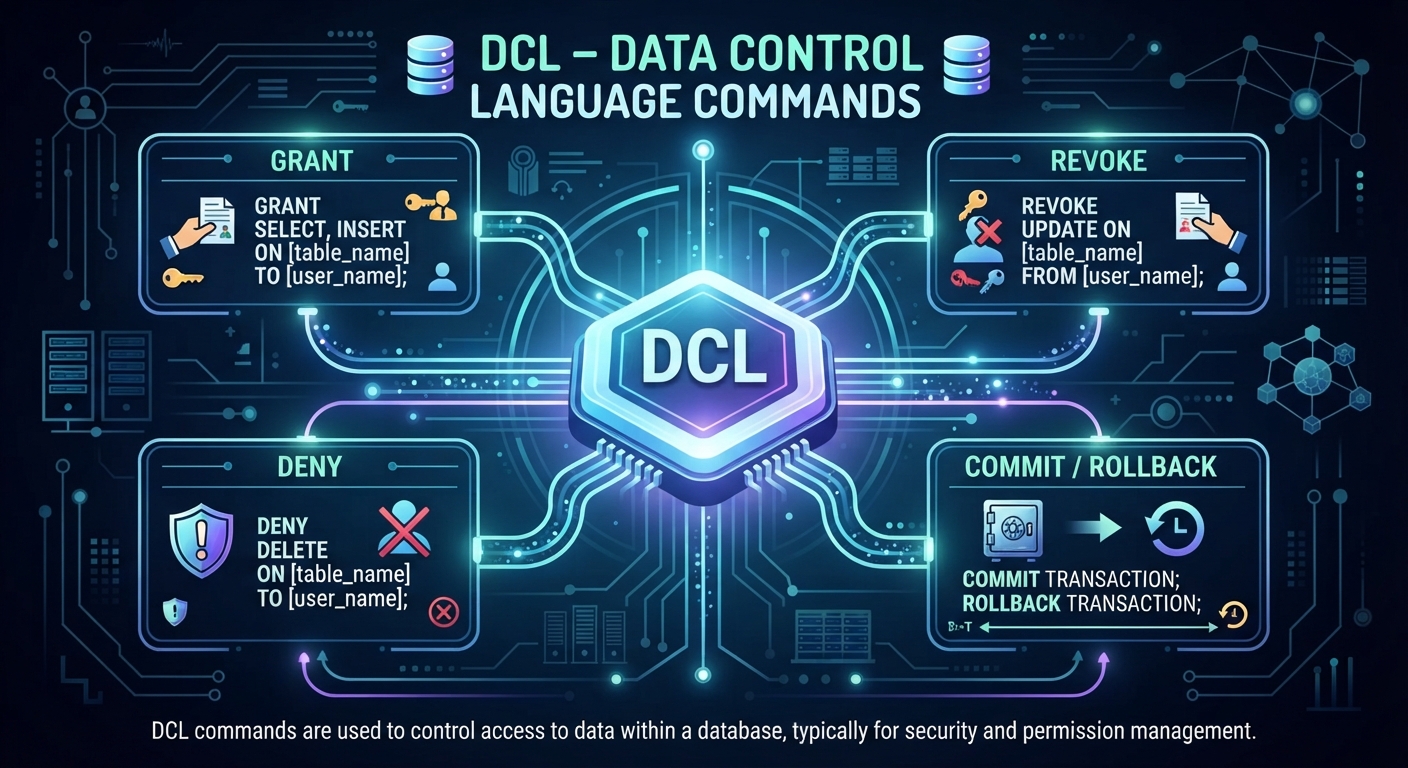 DCL – DATA CONTROL
LANGUAGE COMMANDS
GRANT
GRANT
SELECT, INSERT
ON [table_name]
TO [user_name];
REVOKE
REVOKE
UPDATE ON
[table_name]
FROM [user_name];
DCL
DENY
DENY
DELETE
ON [table_name]
TO [user_name];
COMMIT / ROLLBACK
COMMIT TRANSACTION;
ROLLBACK TRANSACTION;
DCL commands are used to control access to data within a database, typically for security and permission management.